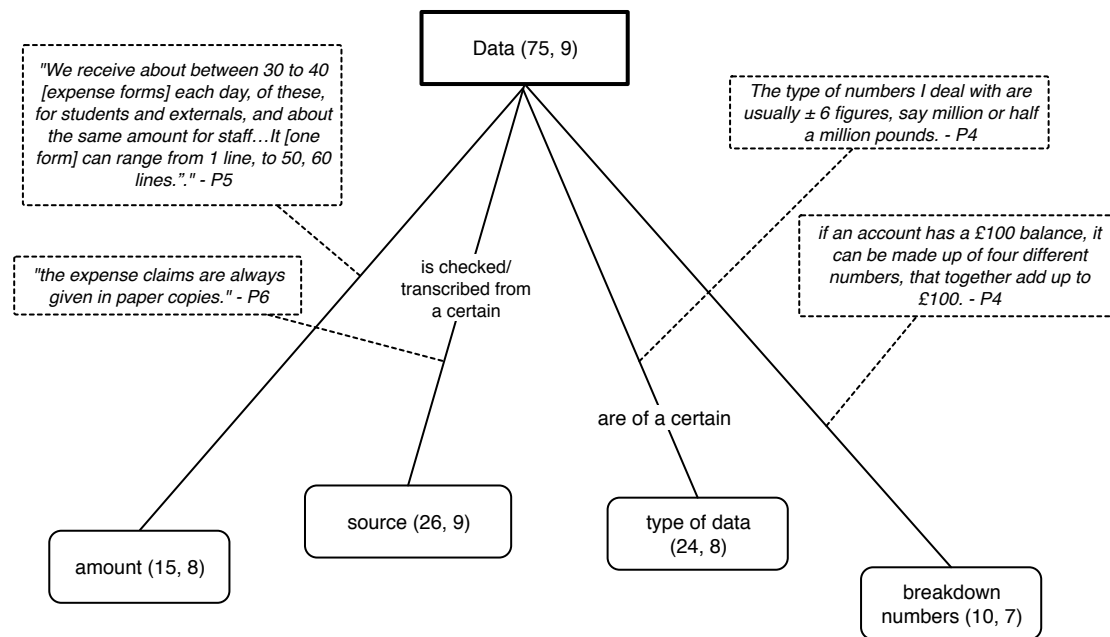 Data (75, 9)
"We receive about between 30 to 40
[expense forms] each day, of these,
for students and externals, and about
the same amount for staff…It [one
form] can range from 1 line, to 50, 60
lines.”." - P5
The type of numbers I deal with are
usually ± 6 figures, say million or half
a million pounds. - P4
if an account has a £100 balance, it
can be made up of four different
numbers, that together add up to
£100. - P4
"the expense claims are always
given in paper copies." - P6
is checked/
transcribed from
a certain
are of a certain
amount (15, 8)
source (26, 9)
type of data
(24, 8)
breakdown
numbers (10, 7)